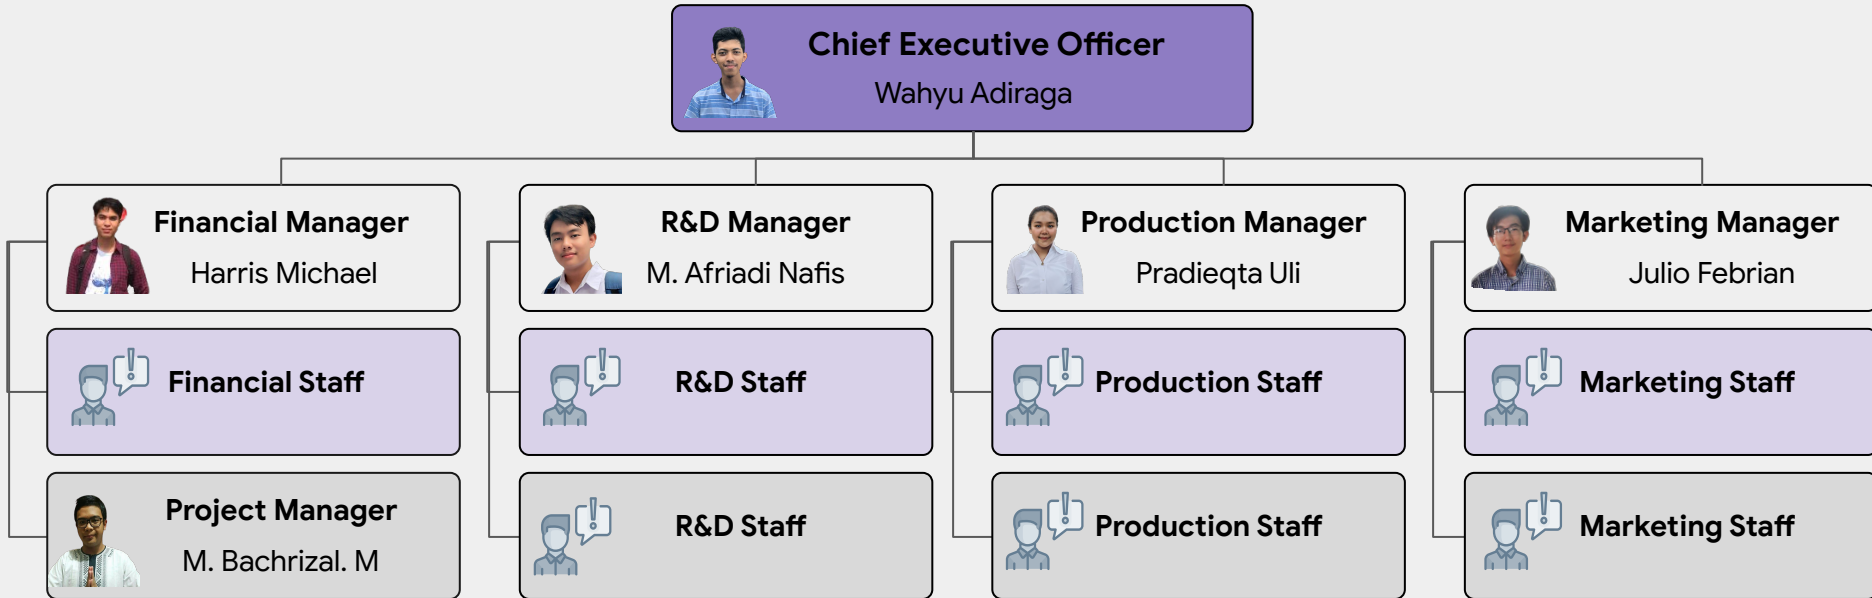 Chief Executive Officer
Wahyu Adiraga
Financial Manager
Harris Michael
R&D Manager
M. Afriadi Nafis
Production Manager
Pradieqta Uli
Marketing Manager
Julio Febrian
Financial Staff
R&D Staff
Production Staff
Marketing Staff
Project Manager
M. Bachrizal. M
R&D Staff
Production Staff
Marketing Staff